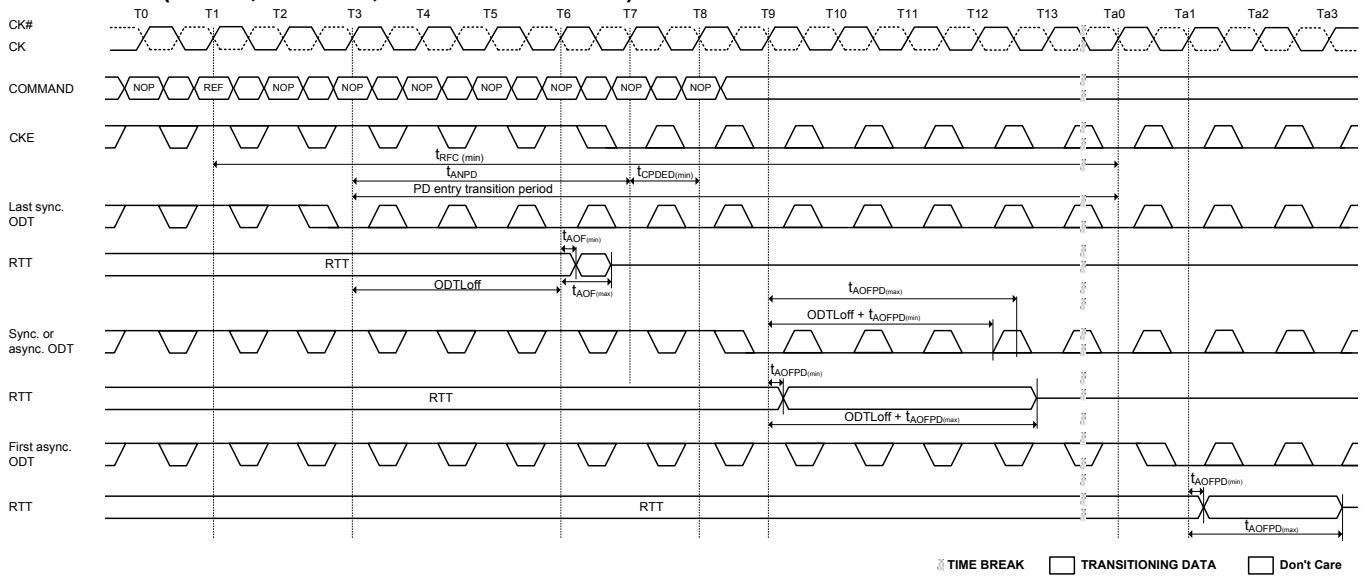 T0 T1 T2 T3 T4 T5 T6 T7 T8 T9 T10 T11 T12 T13 Ta0 Ta1 Ta2 Ta3
CK#
CK
COMMAND
NOP REF NOP NOP NOP NOP NOP NOP NOP
CKE
tRFC (min)
tANPD tCPDED(min)
PD entry transition period
Last sync.
ODT
tAOF(min)
RTT RTT
ODTLoff tAOF(max)
tAOFPD(max)
ODTLoff + tAOFPD(min)
Sync. or
async. ODT
tAOFPD(min)
RTT RTT
ODTLoff + tAOFPD(max)
First async.
ODT
tAOFPD(min)
RTT RTT
tAOFPD(max)
TIME BREAK TRANSITIONING DATA Don't Care